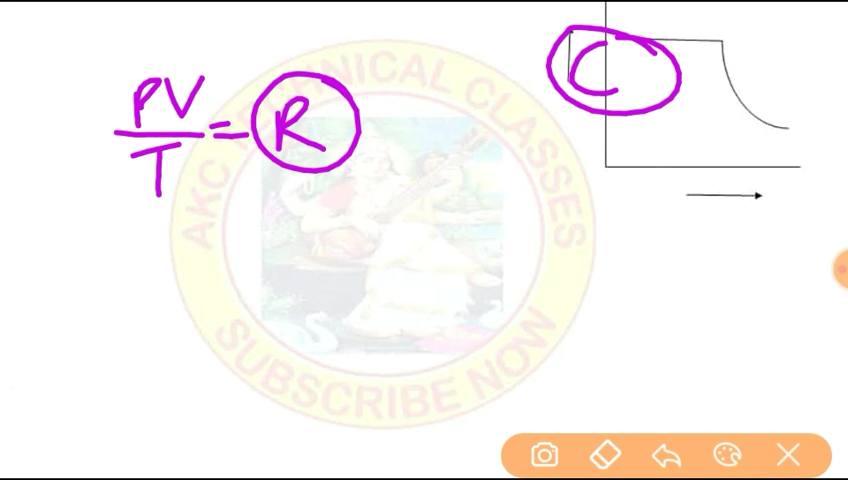 PV
T
= R
AKC TECHNICAL CLASSES
SUBSCRIBE NOW